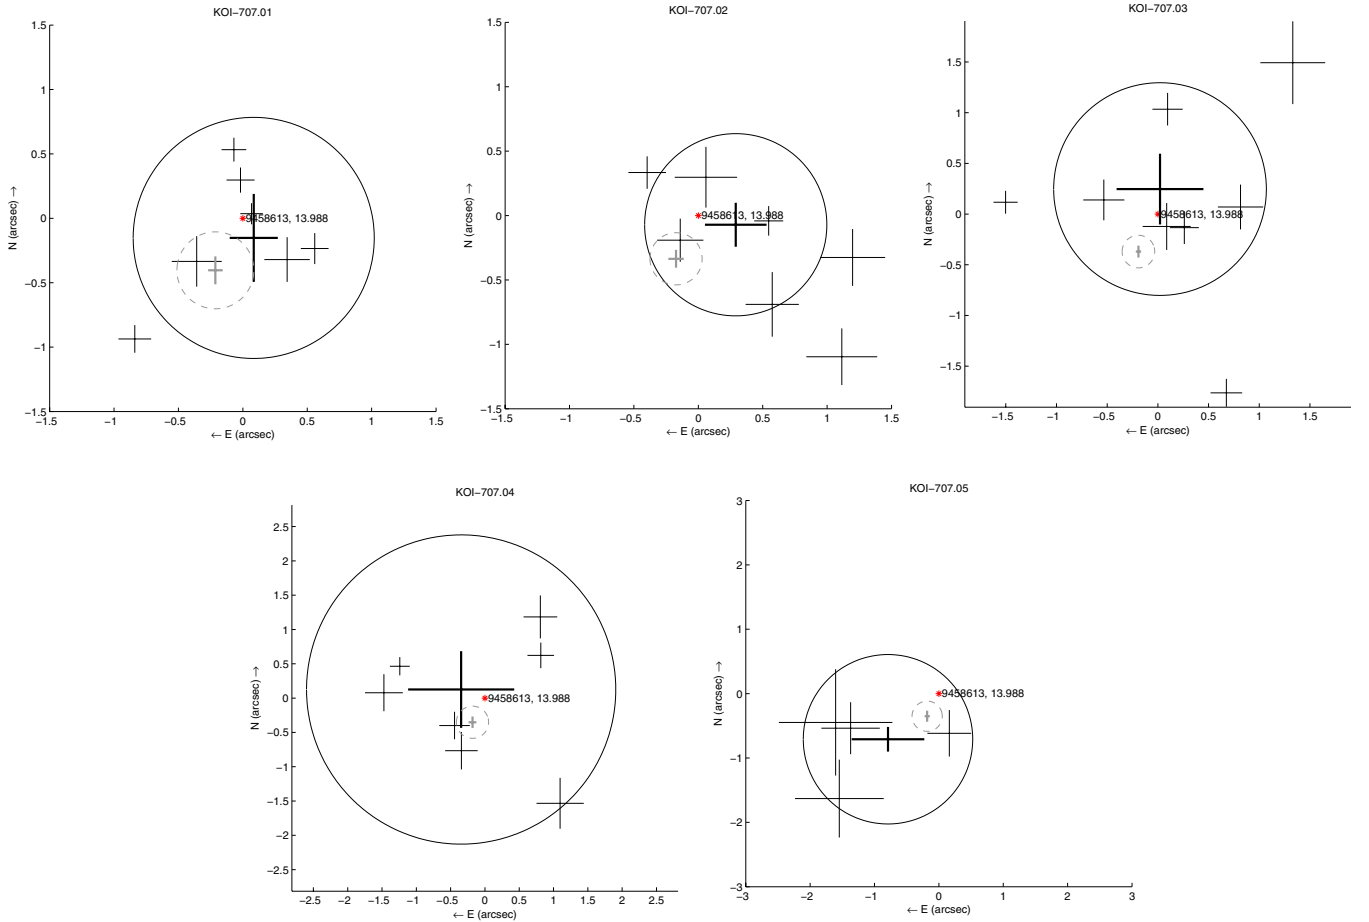 KOI−707.01
1.5
1
0.5
0
−0.5
−1
−1.5
N (arcsec) →
9458613, 13.988
−1.5 −1 −0.5 0 0.5 1 1.5
← E (arcsec)
KOI−707.02
1.5
1
0.5
0
−0.5
−1
−1.5
N (arcsec) →
9458613, 13.988
−1.5 −1 −0.5 0 0.5 1 1.5
← E (arcsec)
KOI−707.03
1.5
1
0.5
0
−0.5
−1
−1.5
N (arcsec) →
9458613, 13.988
−1.5 −1 −0.5 0 0.5 1 1.5
← E (arcsec)
KOI−707.04
2.5
2
1.5
1
0.5
0
−0.5
−1
−1.5
−2
−2.5
N (arcsec) →
9458613, 13.988
−2.5 −2 −1.5 −1 −0.5 0 0.5 1 1.5 2 2.5
← E (arcsec)
KOI−707.05
3
2
1
0
−1
−2
−3
N (arcsec) →
9458613, 13.988
−3 −2 −1 0 1 2 3
← E (arcsec)